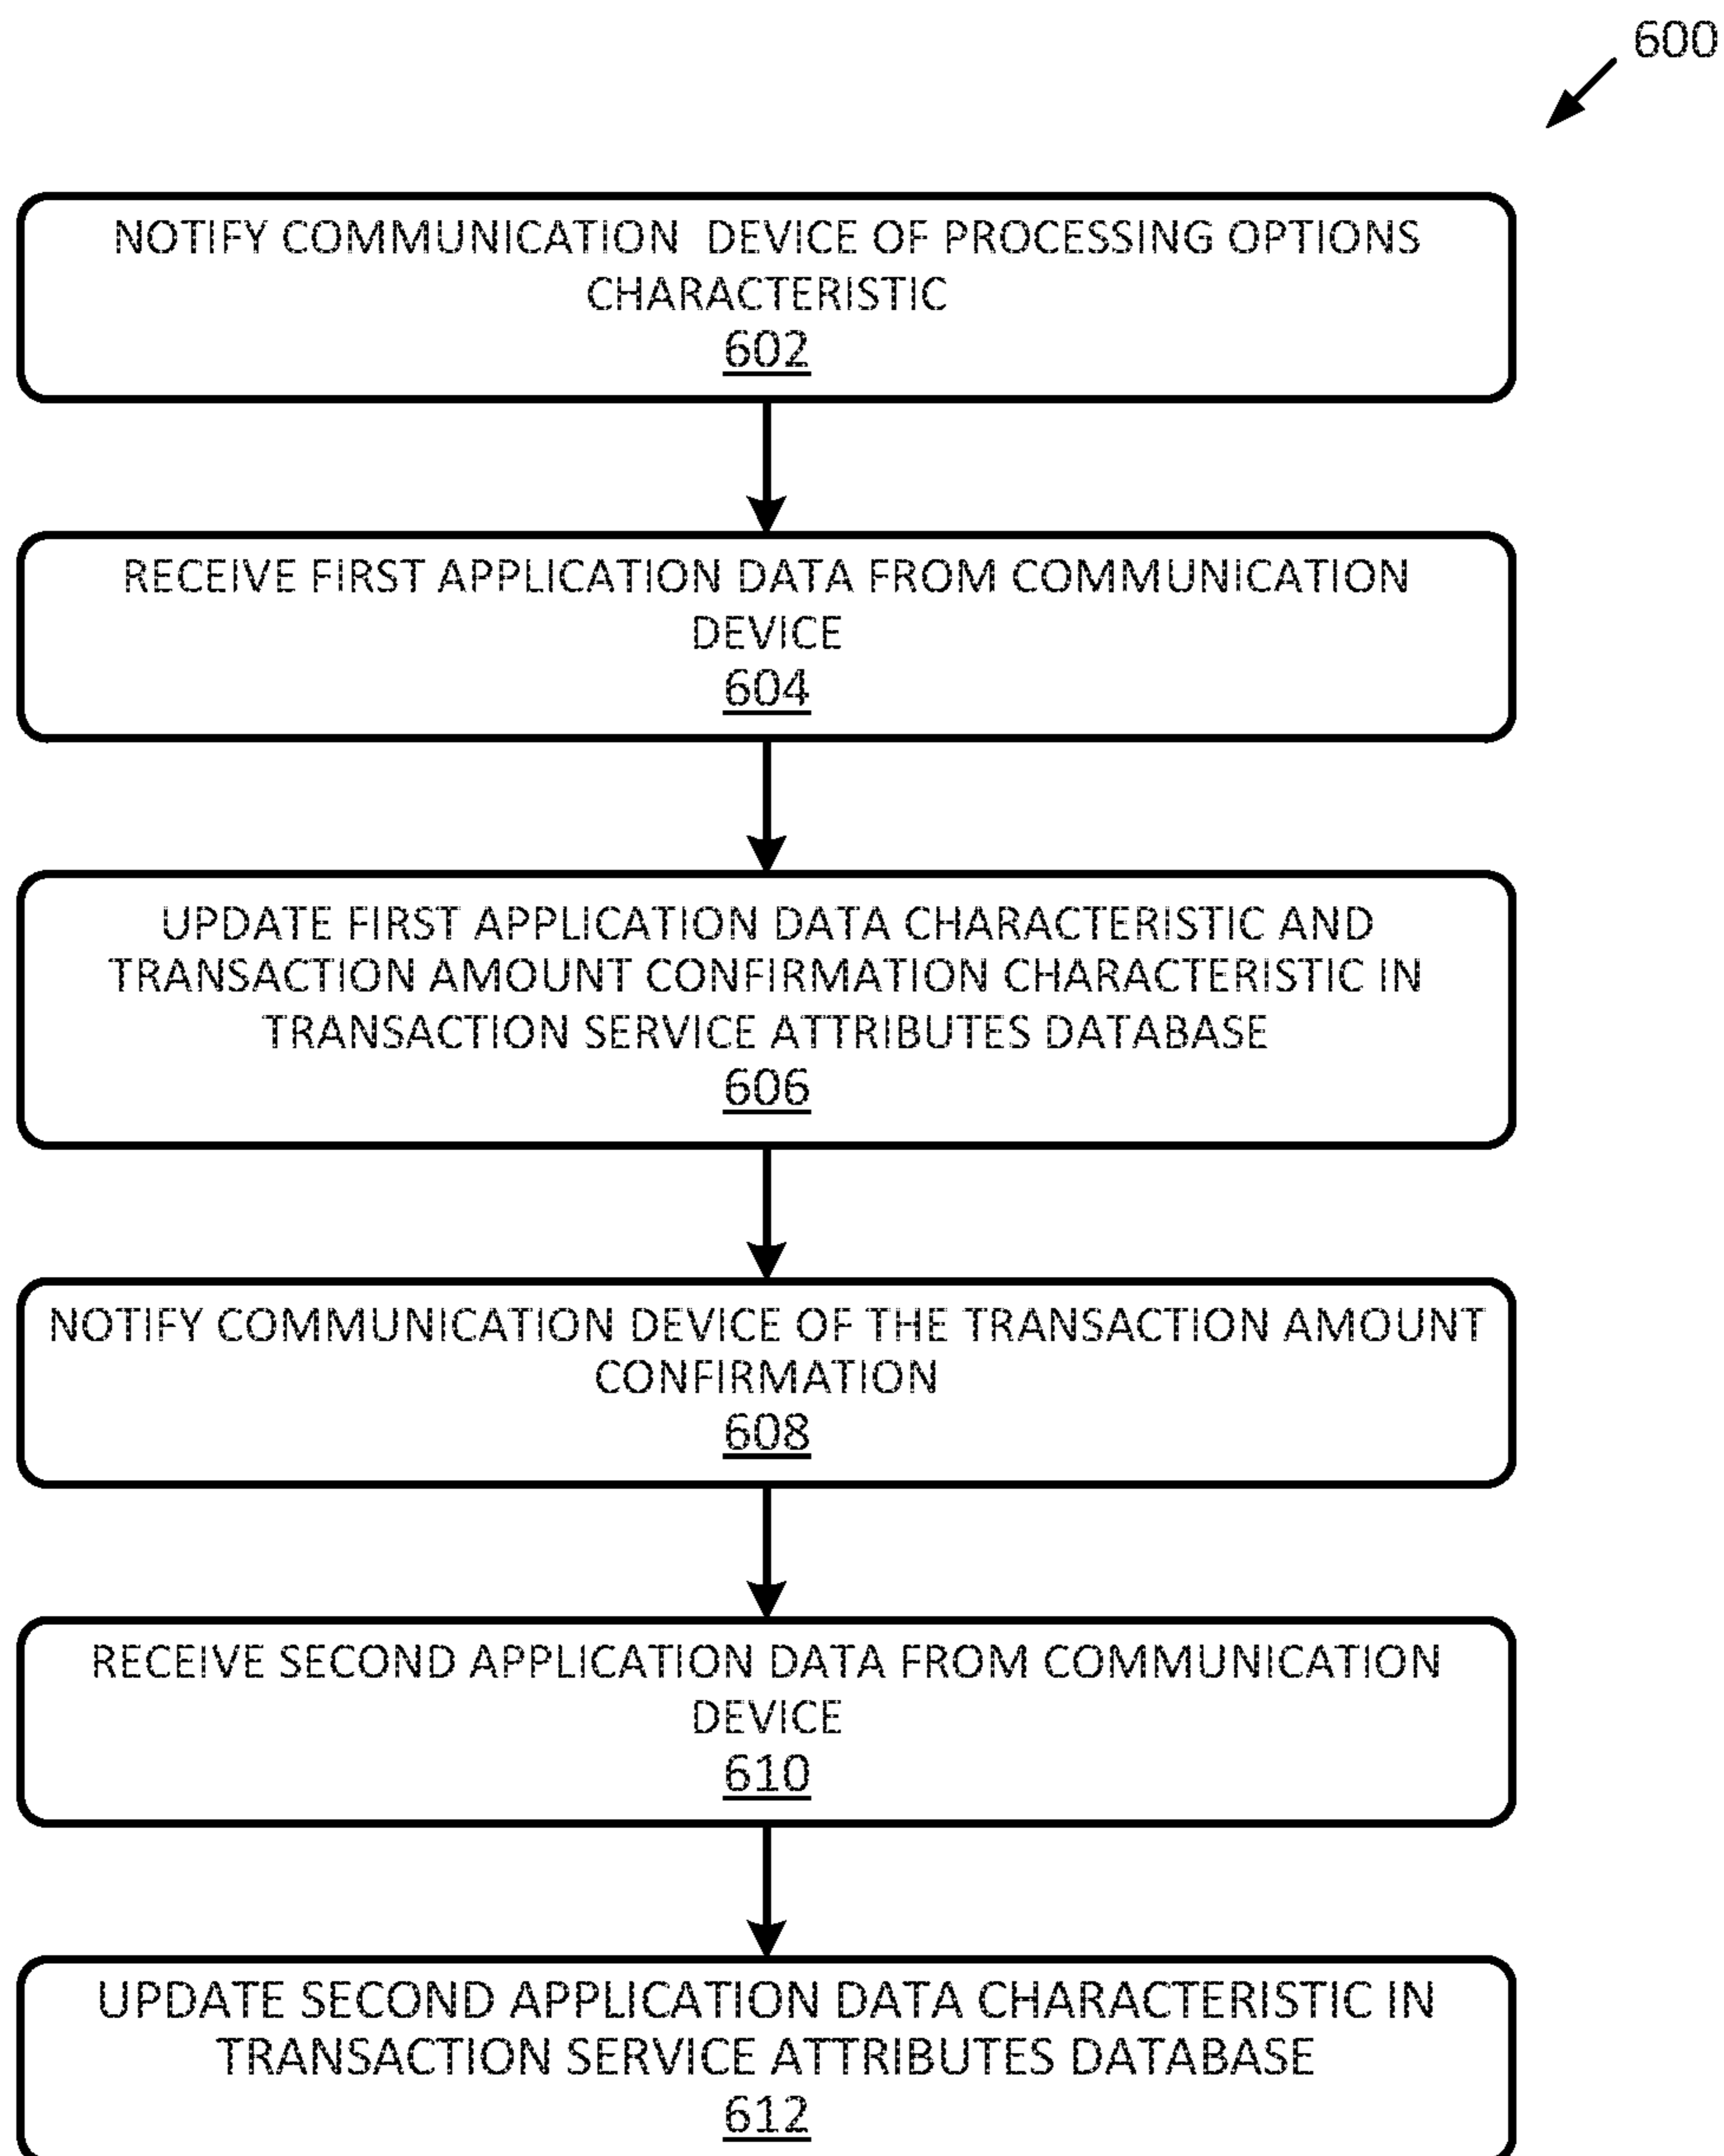 600
NOTIFY COMMUNICATION DEVICE OF PROCESSING OPTIONS
CHARACTERISTIC
602
RECEIVE FIRST APPLICATION DATA FROM COMMUNICATION
DEVICE
604
UPDATE FIRST APPLICATION DATA CHARACTERISTIC AND
TRANSACTION AMOUNT CONFIRMATION CHARACTERISTIC IN
TRANSACTION SERVICE ATTRIBUTES DATABASE
606
NOTIFY COMMUNICATION DEVICE OF THE TRANSACTION AMOUNT
CONFIRMATION
608
RECEIVE SECOND APPLICATION DATA FROM COMMUNICATION
DEVICE
610
UPDATE SECOND APPLICATION DATA CHARACTERISTIC IN
TRANSACTION SERVICE ATTRIBUTES DATABASE
612